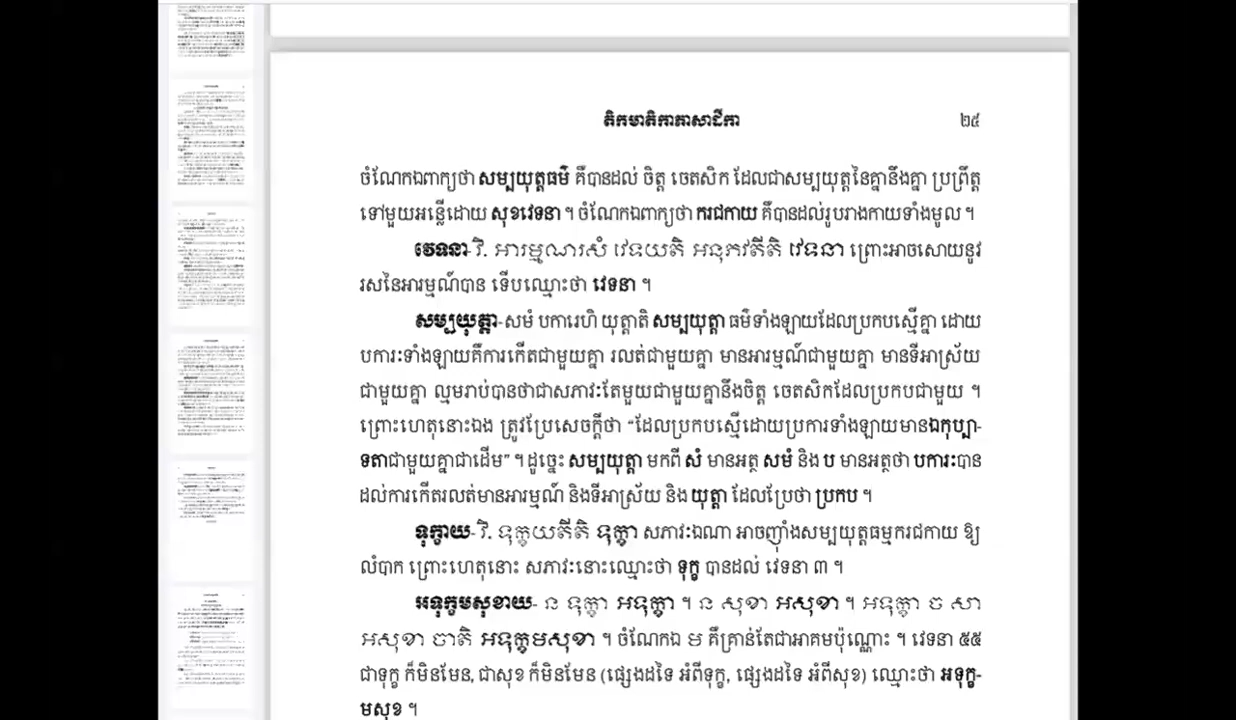 តិកមាតិកាភាសាដីកា ២៥
ចំណែកឯពាក្យថា សម្បយុត្តធម៌ គឺបានដល់ ចិត្ត ចេតសិក ដែលជាសម្បយុត្តនៃគ្នានឹងគ្នា ប្រព្រឹត្ត
ទៅមួយអន្លើដោយ សុខវេទនា ។ ចំណែកឯពាក្យថា ករជកាយ គឺបានដល់រូបរាងកាយទាំងមូល ។
វេទនា-វិ. អារម្មណរសំ វេទយតិ អនុភវតីតិ វេទនា ព្រោះអាចសោយនូវ
រសនៃអារម្មណ៍បាន ទើបឈ្មោះថា វេទនា ។
សម្បយុត្តា-សមំ បការេហិ យុត្តាតិ សម្បយុត្តា ធម៌ទាំងឡាយដែលប្រកបស្មើគ្នា ដោយ
បការៈទាំងឡាយគឺការកើតជាមួយគ្នា រលត់ជាមួយគ្នា មានអារម្មណ៍ជាមួយគ្នា មានទីអាស្រ័យ
ជាមួយគ្នា ល្មមរាប់បានថាជាសភាវៈតែមួយជាមួយគ្នានឹងចិត្ត ចេតសិកដែលប្រកបជាមួយ ។
ព្រោះហេតុនោះឯង ត្រូវប្រែសេចក្តីថា “ដែលប្រកបស្មើដោយប្រការទាំងឡាយមានឯកុប្បា-
ទតាជាមួយគ្នាជាដើម” ។ ដូច្នេះ សម្បយុត្តា មកពី សំ មានអត្ថ សមំ និង ប មានអត្ថថា បការៈបាន
ដល់ការកើតរលត់មានអារម្មណ៍ និងទីអាស្រ័យ និង យុត្តា ដែលប្រែថា ប្រកប ។
ទុក្ខាយ-វិ. ទុក្ខយតីតិ ទុក្ខា សភាវៈឯណា អាចញ៉ាំងសម្បយុត្តធម្មករជកាយ ឱ្យ
លំបាក ព្រោះហេតុនោះ សភាវៈនោះឈ្មោះថា ទុក្ខ បានដល់ វេទនា ៣ ។
អទុក្ខមសុខាយ- ន ទុក្ខា អទុក្ខា ។ ន សុខា អសុខា ។ អទុក្ខា ច សា
អសុខា ចាតិ អទុក្ខមសុខា ។ ចំណែកឯ ម គឺគ្រាន់តែជាអាគមប៉ុណ្ណោះ ។ វេទនា ៥៥
ជាទុក្ខ ក៏មិនមែន, ជាសុខ ក៏មិនមែន (ផ្សេងដទៃ អំពីទុក្ខ, ផ្សេងដទៃ អំពីសុខ) ឈ្មោះថា អទុក្ខ-
មសុខ ។